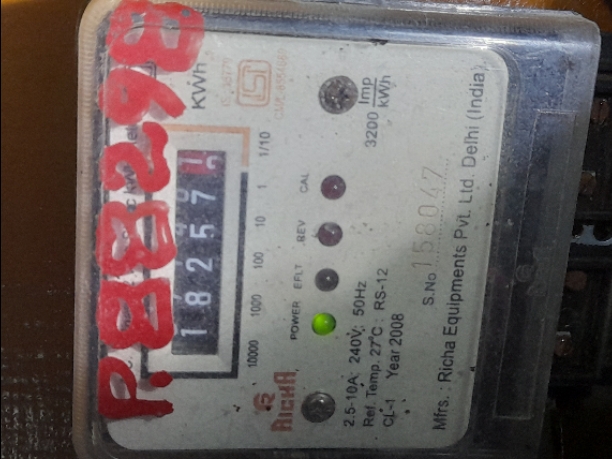 P.88293
KWh
18257
10000 1000 100 10 1 1/10
RICHA
POWER EFLT REV CAL
Imp
3200 kWh
2.5-10A; 240V; 50Hz
Ref. Temp. 27°C RS-12
CL-1 Year 2008
S.No 158047
Mfrs. : Richa Equipments Pvt. Ltd. Delhi (India)